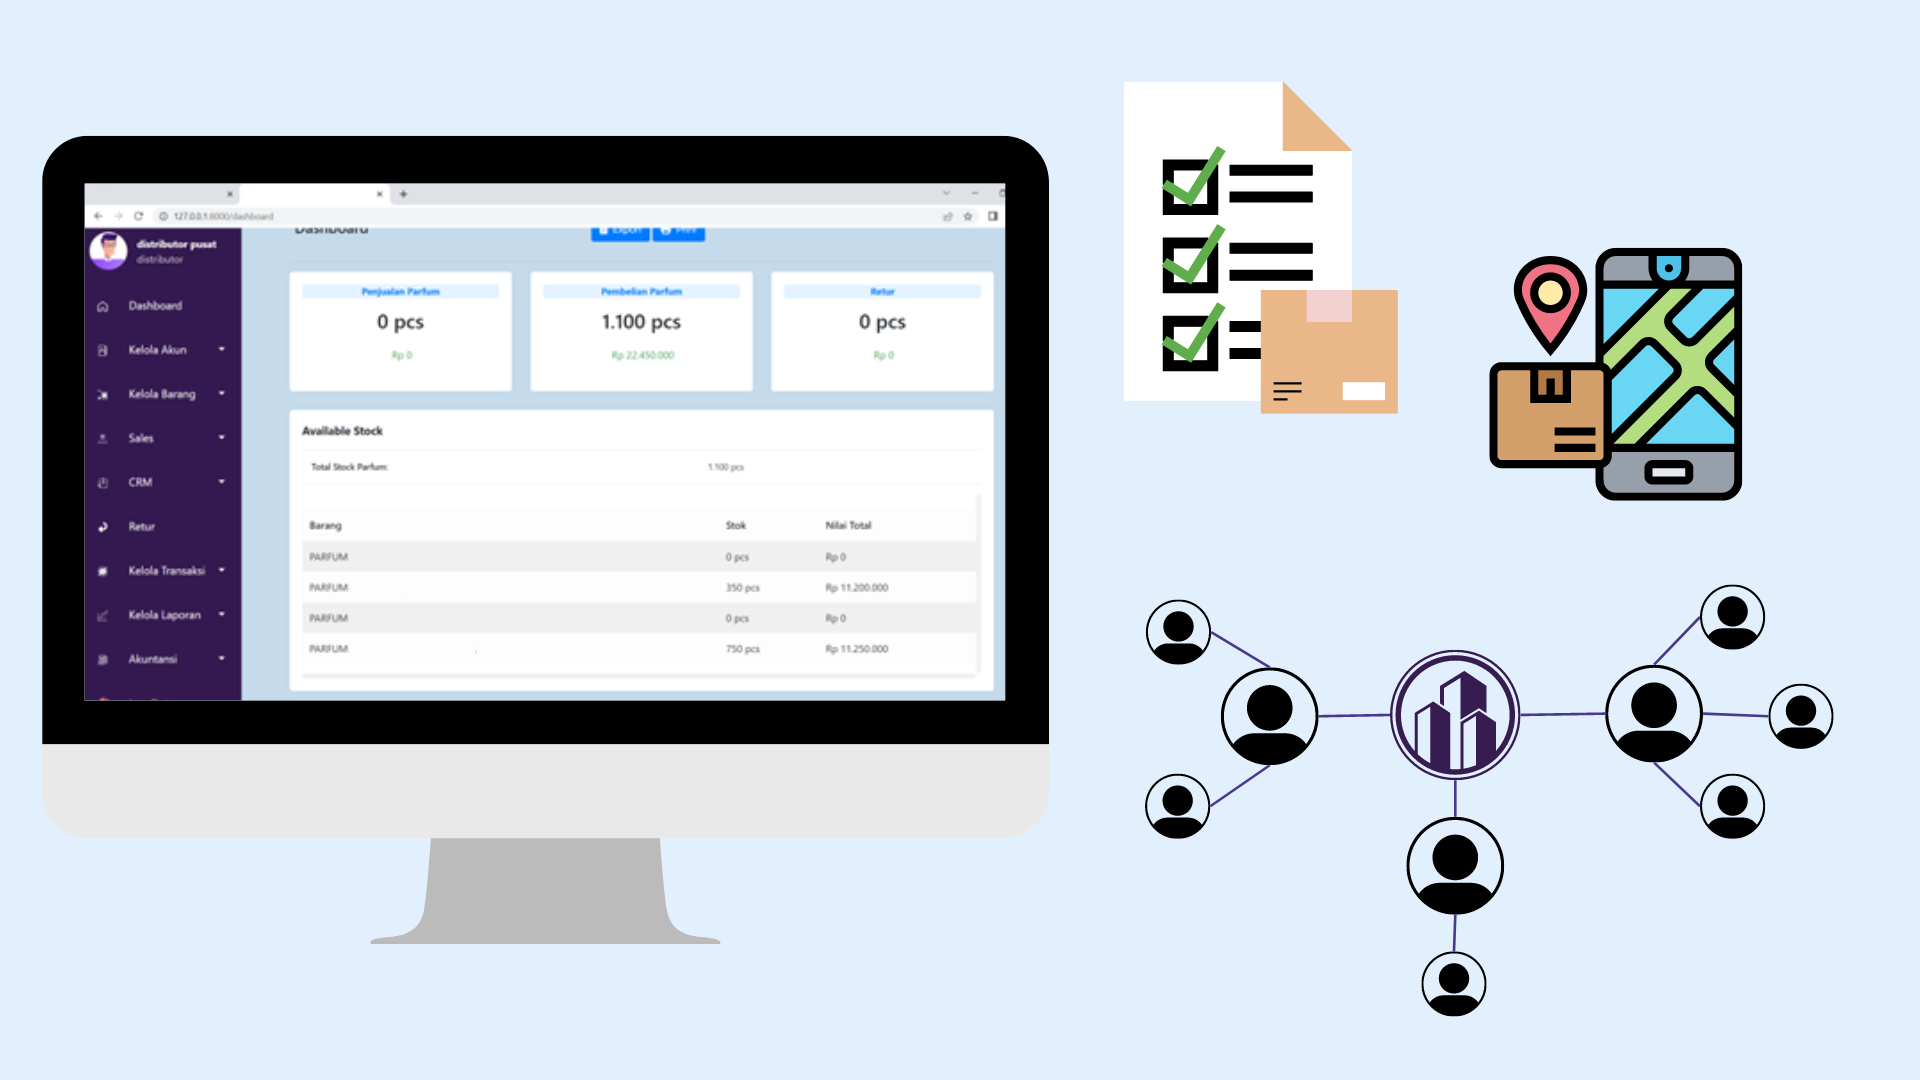 127.0.0.1:8000/dashboard
distributor pusat
distributor
Dashboard
Export Print
Dashboard
Kelola Akun
Kelola Barang
Sales
CRM
Retur
Kelola Transaksi
Kelola Laporan
Akuntansi
Penjualan Parfum Pembelian Parfum Retur
0 pcs 1.100 pcs 0 pcs
Rp 0 Rp 22.450.000 Rp 0
Available Stock
Total Stock Parfum: 1.100 pcs
Barang Stok Nilai Total
PARFUM 0 pcs Rp 0
PARFUM 350 pcs Rp 11.200.000
PARFUM 0 pcs Rp 0
PARFUM 750 pcs Rp 11.250.000